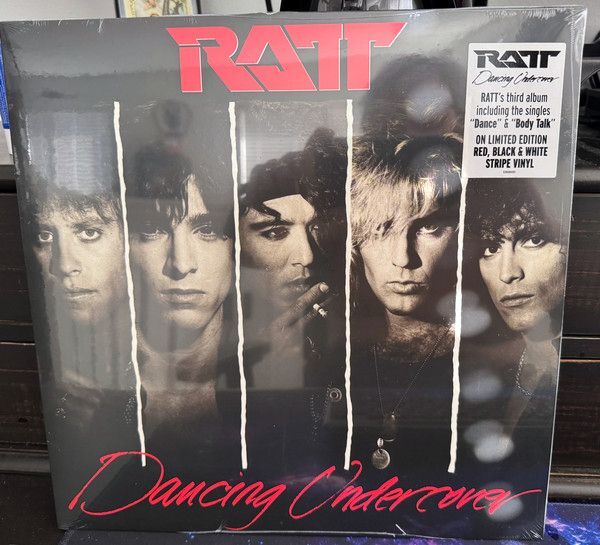 RATT
RATT
Dancing Undercover
RATT's third album
including the singles
"Dance" & "Body Talk"
ON LIMITED EDITION
RED, BLACK & WHITE
STRIPE VINYL
Dancing Undercover